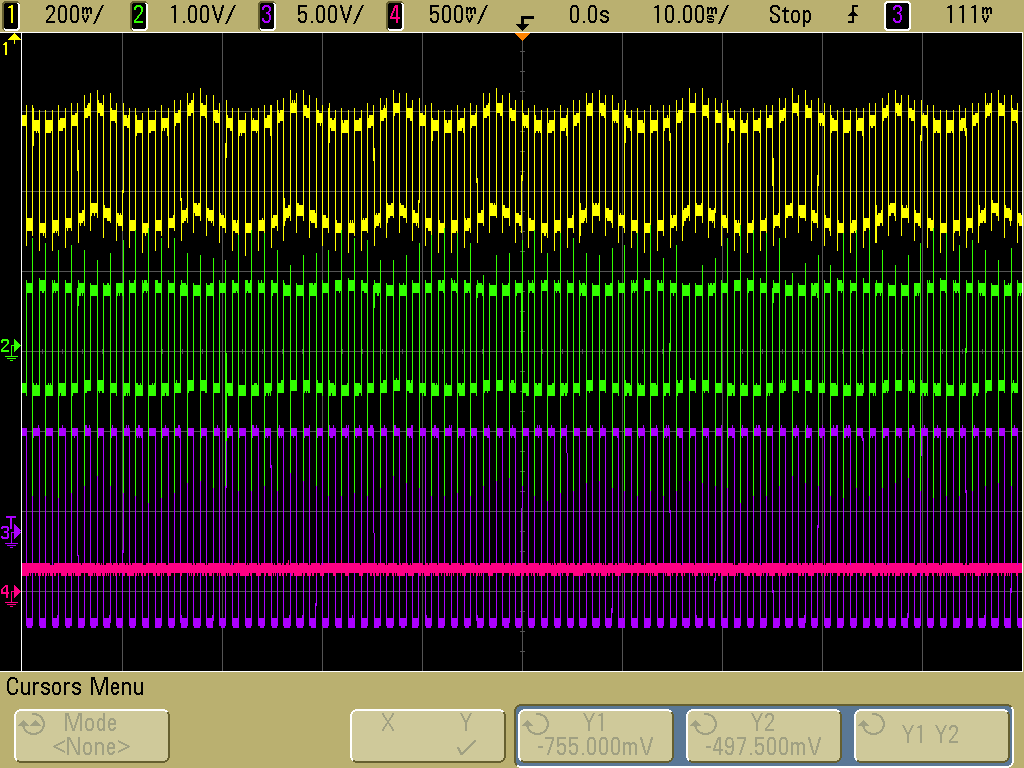 1 200mV/ 2 1.00V/ 3 5.00V/ 4 500mV/ 0.0s 10.00ms/ Stop 3 111mV
1
2
T
3
4
Cursors Menu
Mode X Y Y1 Y2 Y1 Y2
<None> -755.000mV -497.500mV